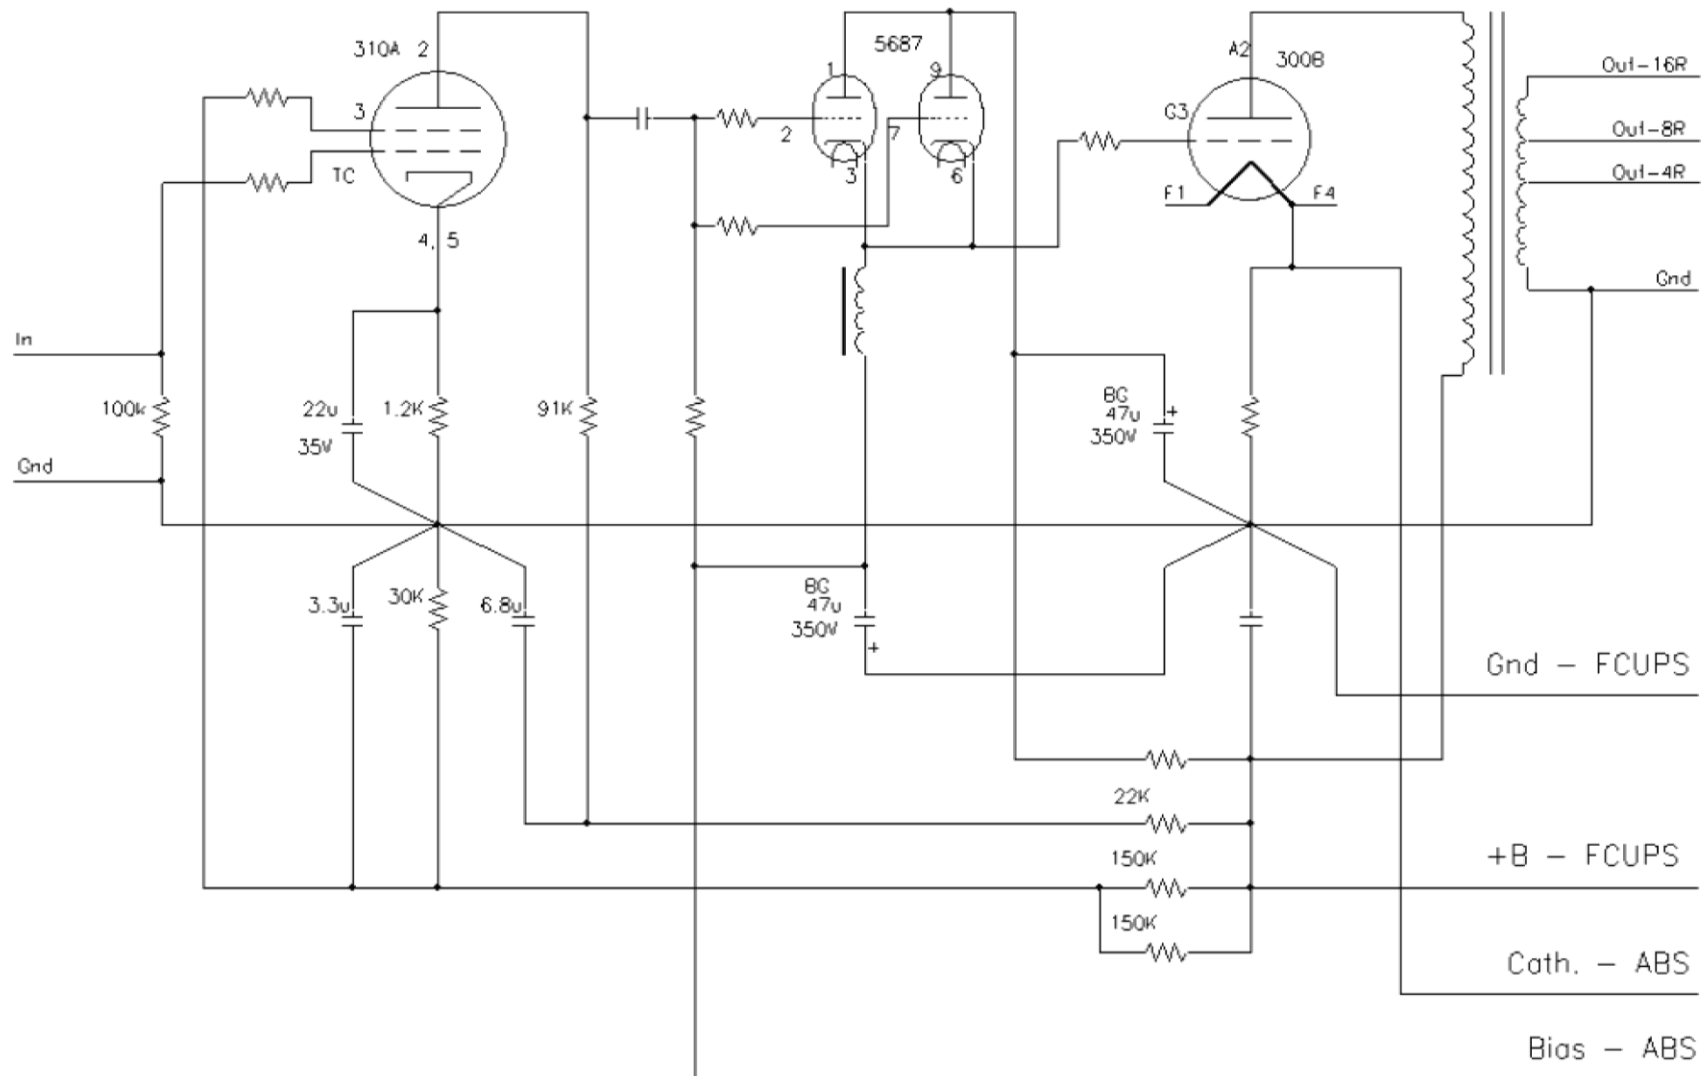 310A 2
3
TC
4, 5
5687
1
9
2
7
3
6
A2
300B
G3
F1
F4
Out-16R
Out-8R
Out-4R
Gnd
In
100k
Gnd
22u
35V
1.2K
91K
BG
47u
350V
+
3.3u
30K
6.8u
BG
47u
350V
+
Gnd - FCUPS
22K
150K
+B - FCUPS
150K
Cath. - ABS
Bias - ABS